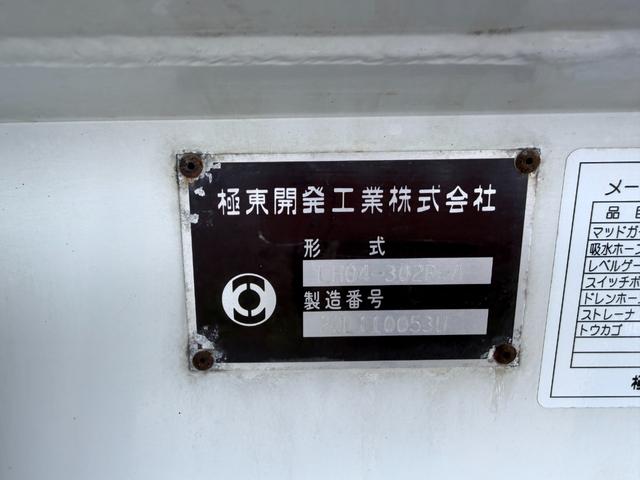 極東開発工業株式会社
形 式
製造番号
メー
品 目
マッドガ
吸水ホー
レベルゲー
スイッチボ
ドレンホー
ストレーナ
トウカゴ
極